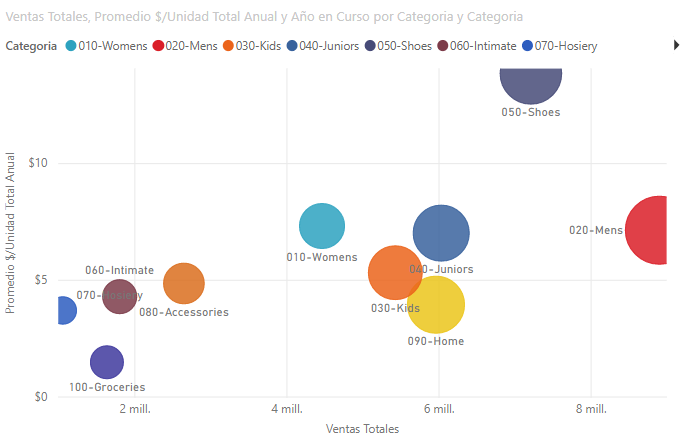 Ventas Totales, Promedio $/Unidad Total Anual y Año en Curso por Categoria y Categoria
Categoria 010-Womens 020-Mens 030-Kids 040-Juniors 050-Shoes 060-Intimate 070-Hosiery
050-Shoes
$10
020-Mens
010-Womens
040-Juniors
060-Intimate
$5
070-Hosiery
080-Accessories
030-Kids
090-Home
100-Groceries
$0
2 mill. 4 mill. 6 mill. 8 mill.
Ventas Totales
Promedio $/Unidad Total Anual